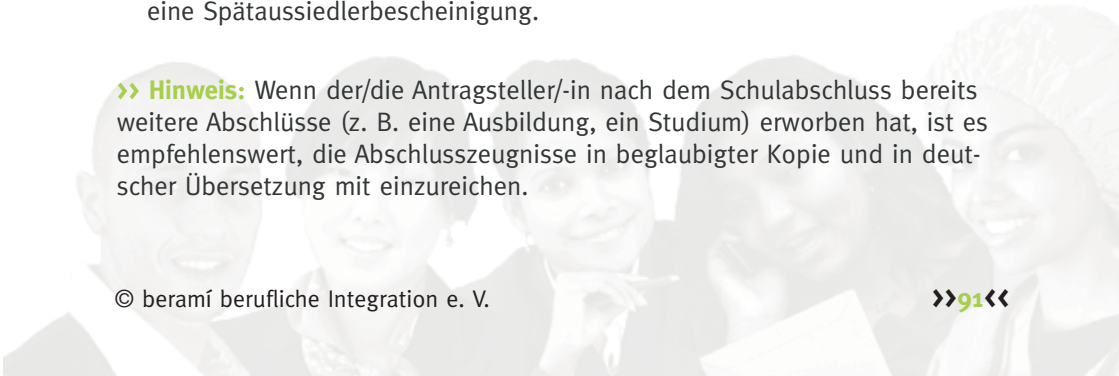 eine Spätaussiedlerbescheinigung.
›› Hinweis: Wenn der/die Antragsteller/-in nach dem Schulabschluss bereits
weitere Abschlüsse (z. B. eine Ausbildung, ein Studium) erworben hat, ist es
empfehlenswert, die Abschlusszeugnisse in beglaubigter Kopie und in deut-
scher Übersetzung mit einzureichen.
© beramí berufliche Integration e. V.
››91‹‹